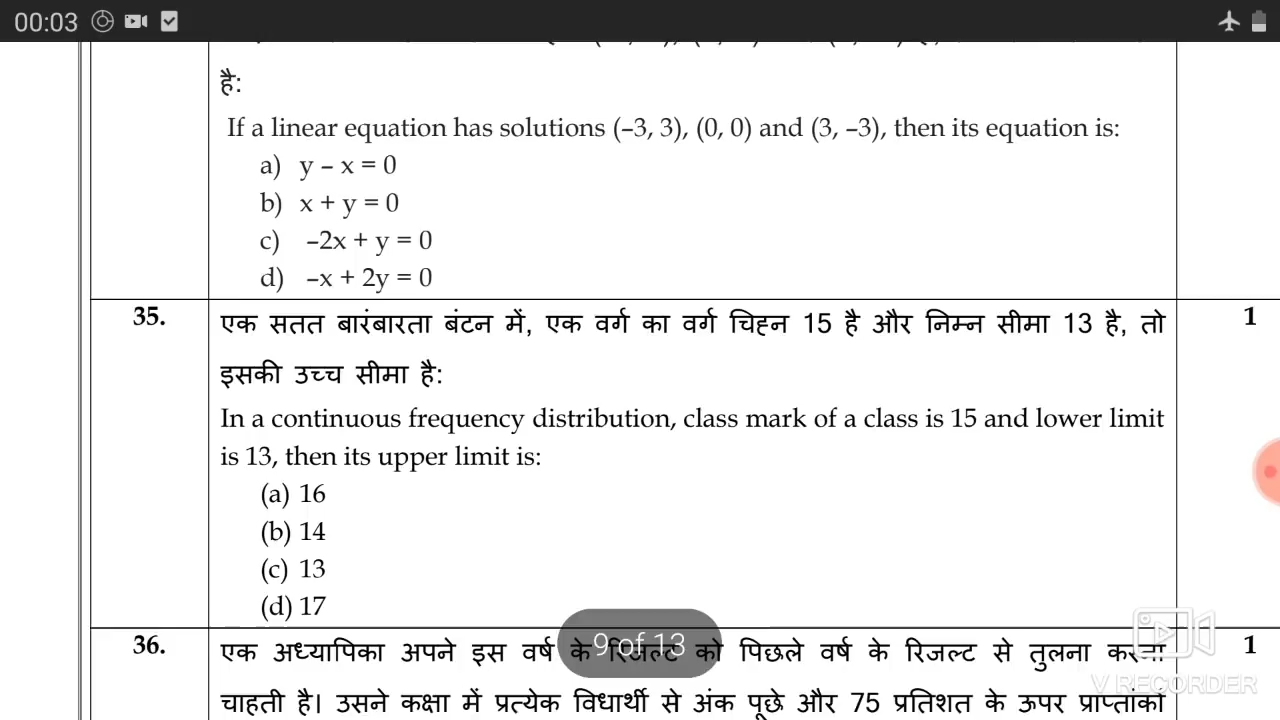 00:03
है:
If a linear equation has solutions (–3, 3), (0, 0) and (3, –3), then its equation is:
a) y – x = 0
b) x + y = 0
c) –2x + y = 0
d) –x + 2y = 0
35. एक सतत बारंबारता बंटन में, एक वर्ग का वर्ग चिह्न 15 है और निम्न सीमा 13 है, तो 1
इसकी उच्च सीमा है:
In a continuous frequency distribution, class mark of a class is 15 and lower limit
is 13, then its upper limit is:
(a) 16
(b) 14
(c) 13
(d) 17
9 of 13
36. एक अध्यापिका अपने इस वर्ष के रिजल्ट को पिछले वर्ष के रिजल्ट से तुलना करना 1
चाहती है। उसने कक्षा में प्रत्येक विधार्थी से अंक पूछे और 75 प्रतिशत के ऊपर प्राप्तांको
V RECORDER